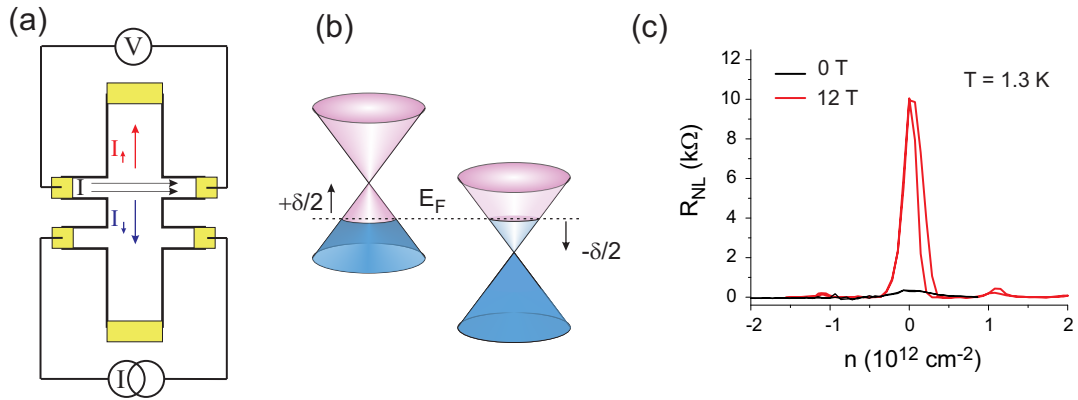 (a)
V
I↑
I
I↓
I
(b)
+δ/2
E_F
-δ/2
(c)
0 T
12 T
T = 1.3 K
R_NL (kΩ)
12
10
8
6
4
2
0
-2 -1 0 1 2
n (10^12 cm^-2)